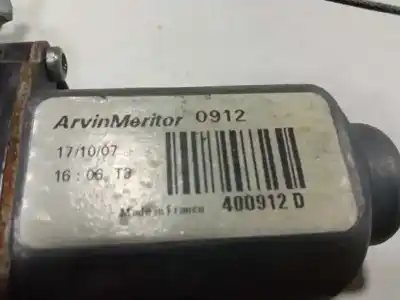 ArvinMeritor 0912
17/10/07
16:06 T3
Made in France 400912 D